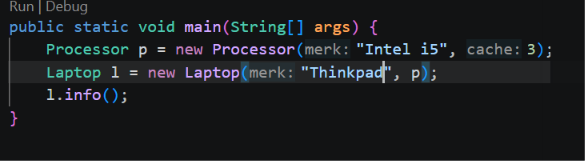 Run | Debug
public static void main(String[] args) {
Processor p = new Processor(merk: "Intel i5", cache: 3);
Laptop l = new Laptop(merk: "Thinkpad", p);
l.info();
}